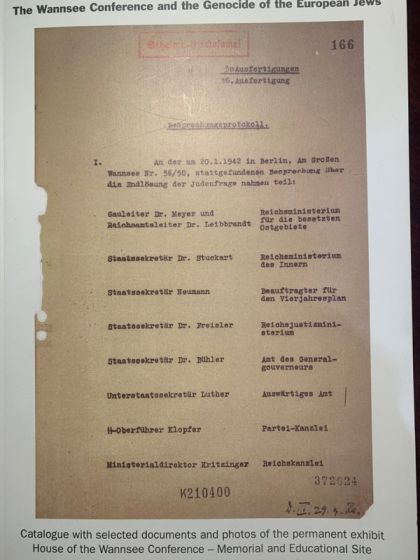 The Wannsee Conference and the Genocide of the European Jews
Geheime Reichssache!
166
30 Ausfertigungen
16. Ausfertigung
Besprechungsprotokoll.
I. An der am 20.1.1942 in Berlin, Am Großen
Wannsee Nr. 56/58, stattgefundenen Besprechung über
die Endlösung der Judenfrage nahmen teil:
Gauleiter Dr. Meyer und Reichsministerium
Reichsamtsleiter Dr. Leibbrandt für die besetzten
Ostgebiete
Staatssekretär Dr. Stuckart Reichsministerium
des Innern
Staatssekretär Neumann Beauftragter für
den Vierjahresplan
Staatssekretär Dr. Freisler Reichsjustizmini-
sterium
Staatssekretär Dr. Bühler Amt des General-
gouverneurs
Unterstaatssekretär Luther Auswärtiges Amt
SS-Oberführer Klopfer Partei-Kanzlei
Ministerialdirektor Kritzinger Reichskanzlei
372024
K210400
D. III. 29. g. Rs.
Catalogue with selected documents and photos of the permanent exhibit
House of the Wannsee Conference – Memorial and Educational Site